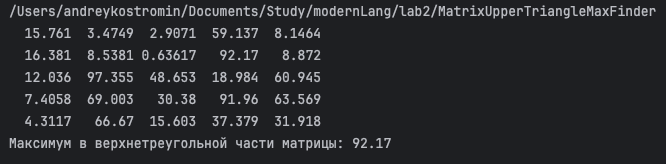 /Users/andreykostromin/Documents/Study/modernLang/lab2/MatrixUpperTriangleMaxFinder
15.761 3.4749 2.9071 59.137 8.1464
16.381 8.5381 0.63617 92.17 8.872
12.036 97.355 48.653 18.984 60.945
7.4058 69.003 30.38 91.96 63.569
4.3117 66.67 15.603 37.379 31.918
Максимум в верхнетреугольной части матрицы: 92.17